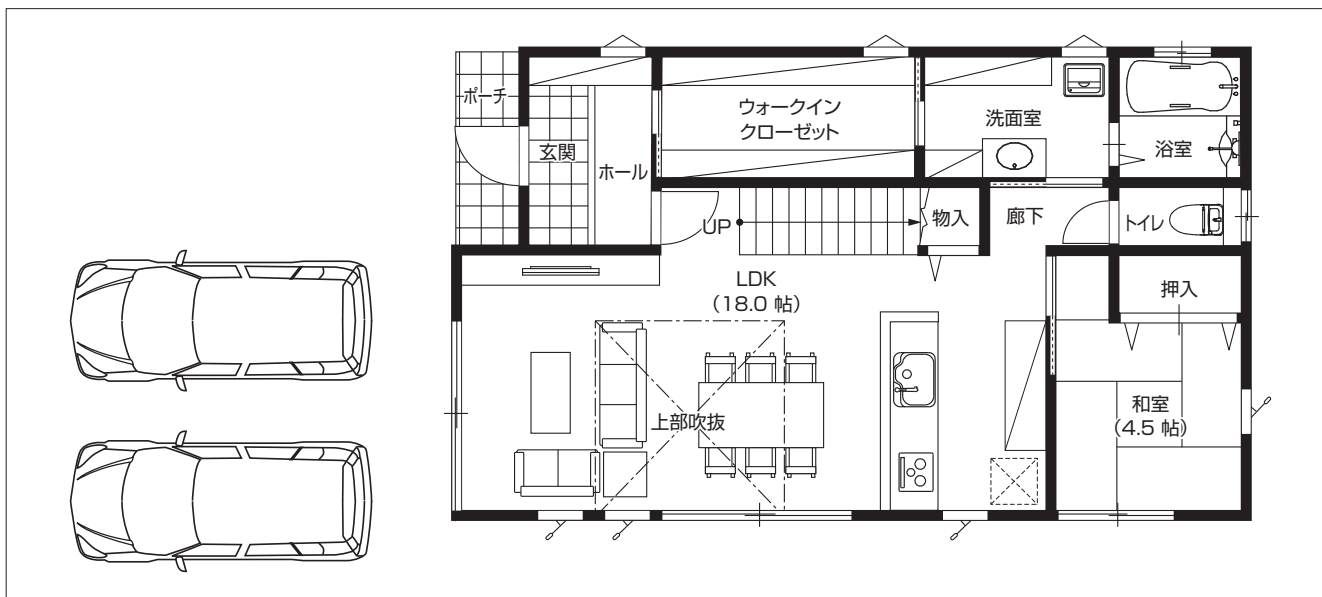 ポーチ
玄関
ホール
ウォークイン
クローゼット
洗面室
浴室
UP
物入
廊下
トイレ
LDK
（18.0 帖）
押入
上部吹抜
和室
（4.5 帖）